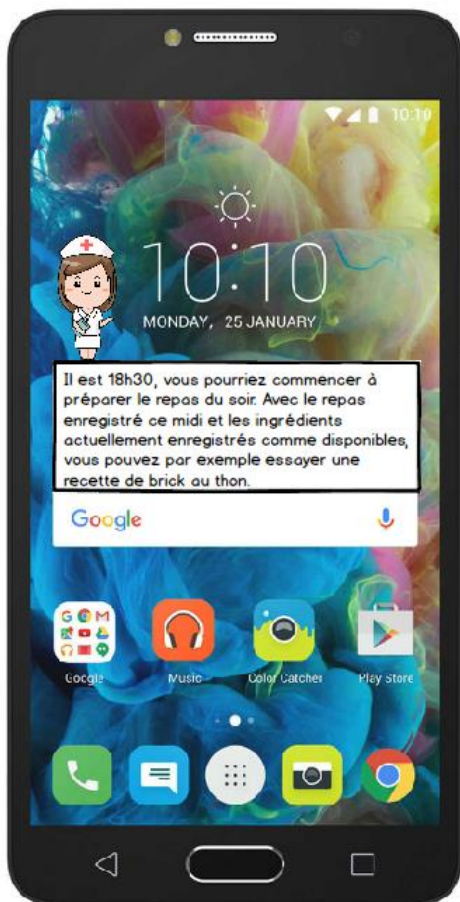 10:10
10:10
MONDAY, 25 JANUARY
Il est 18h30, vous pourriez commencer à
préparer le repas du soir. Avec le repas
enregistré ce midi et les ingrédients
actuellement enregistrés comme disponibles,
vous pouvez par exemple essayer une
recette de brick au thon.
Google
Google Music Color Catcher Play Store